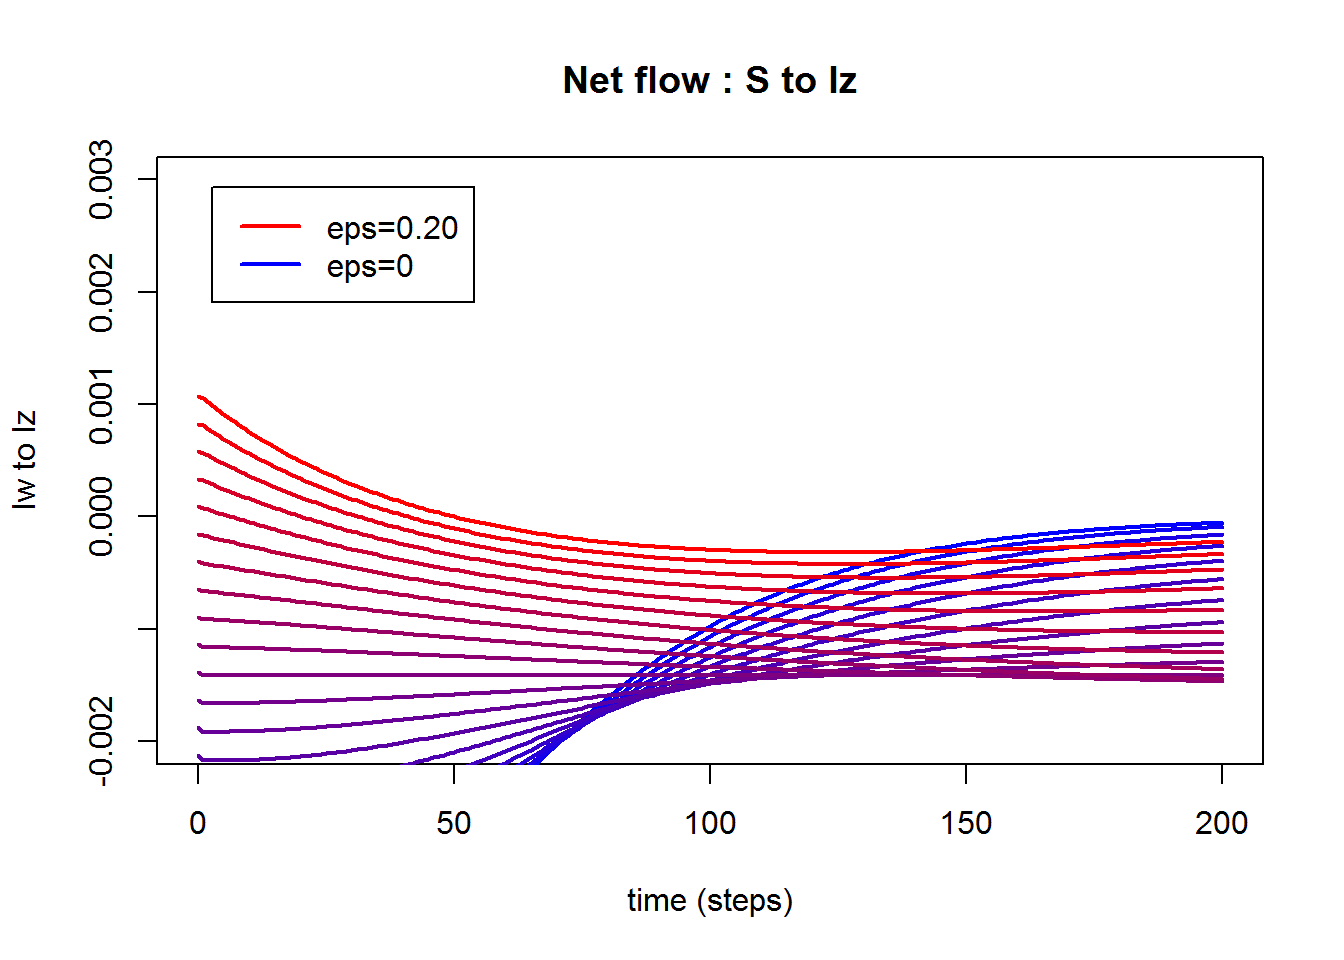 Net flow : S to Iz
eps=0.20
eps=0
0.003
0.002
0.001
0.000
-0.002
Iw to Iz
0 50 100 150 200
time (steps)